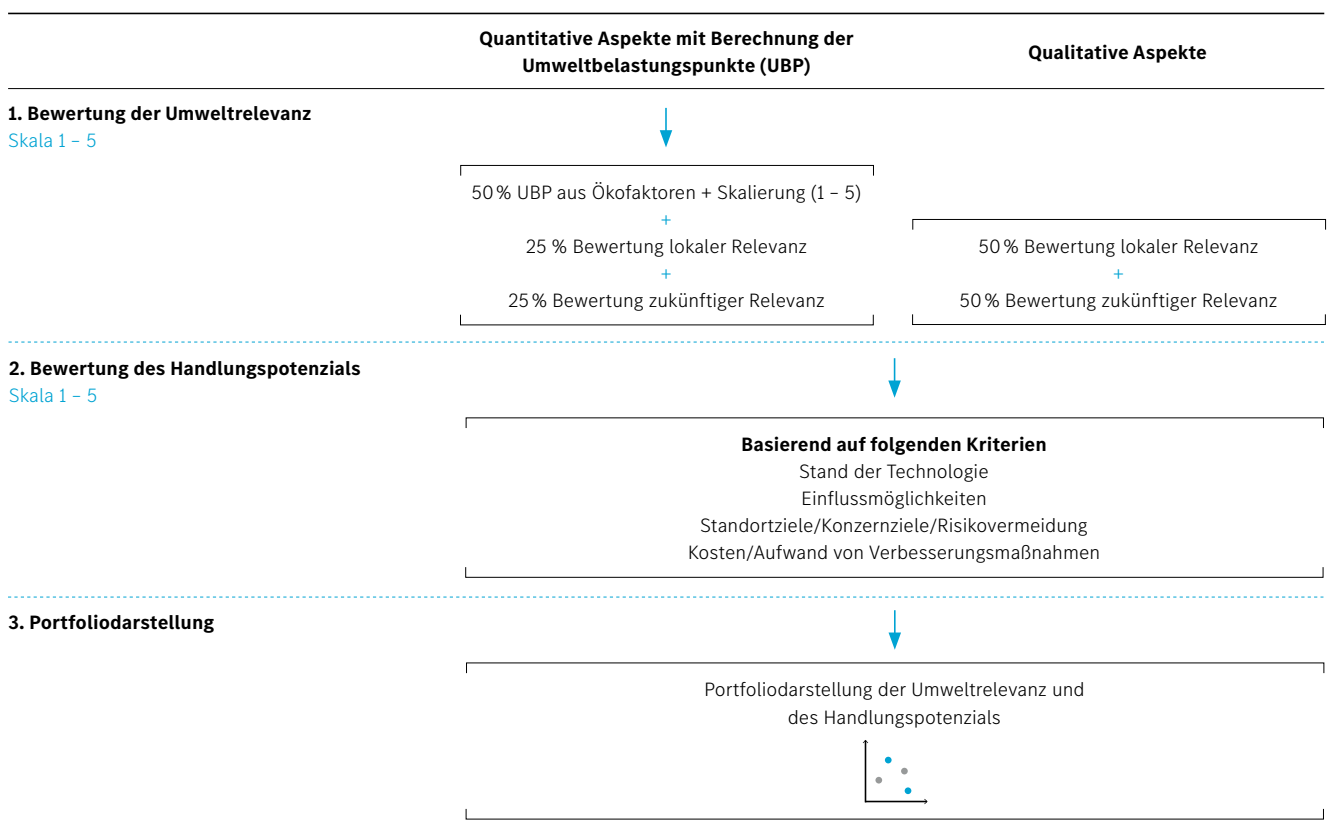 Quantitative Aspekte mit Berechnung der
Umweltbelastungspunkte (UBP)
Qualitative Aspekte
1. Bewertung der Umweltrelevanz
Skala 1 – 5
50 % UBP aus Ökofaktoren + Skalierung (1 – 5)
+
25 % Bewertung lokaler Relevanz
+
25 % Bewertung zukünftiger Relevanz
50 % Bewertung lokaler Relevanz
+
50 % Bewertung zukünftiger Relevanz
2. Bewertung des Handlungspotenzials
Skala 1 – 5
Basierend auf folgenden Kriterien
Stand der Technologie
Einflussmöglichkeiten
Standortziele/Konzernziele/Risikovermeidung
Kosten/Aufwand von Verbesserungsmaßnahmen
3. Portfoliodarstellung
Portfoliodarstellung der Umweltrelevanz und
des Handlungspotenzials